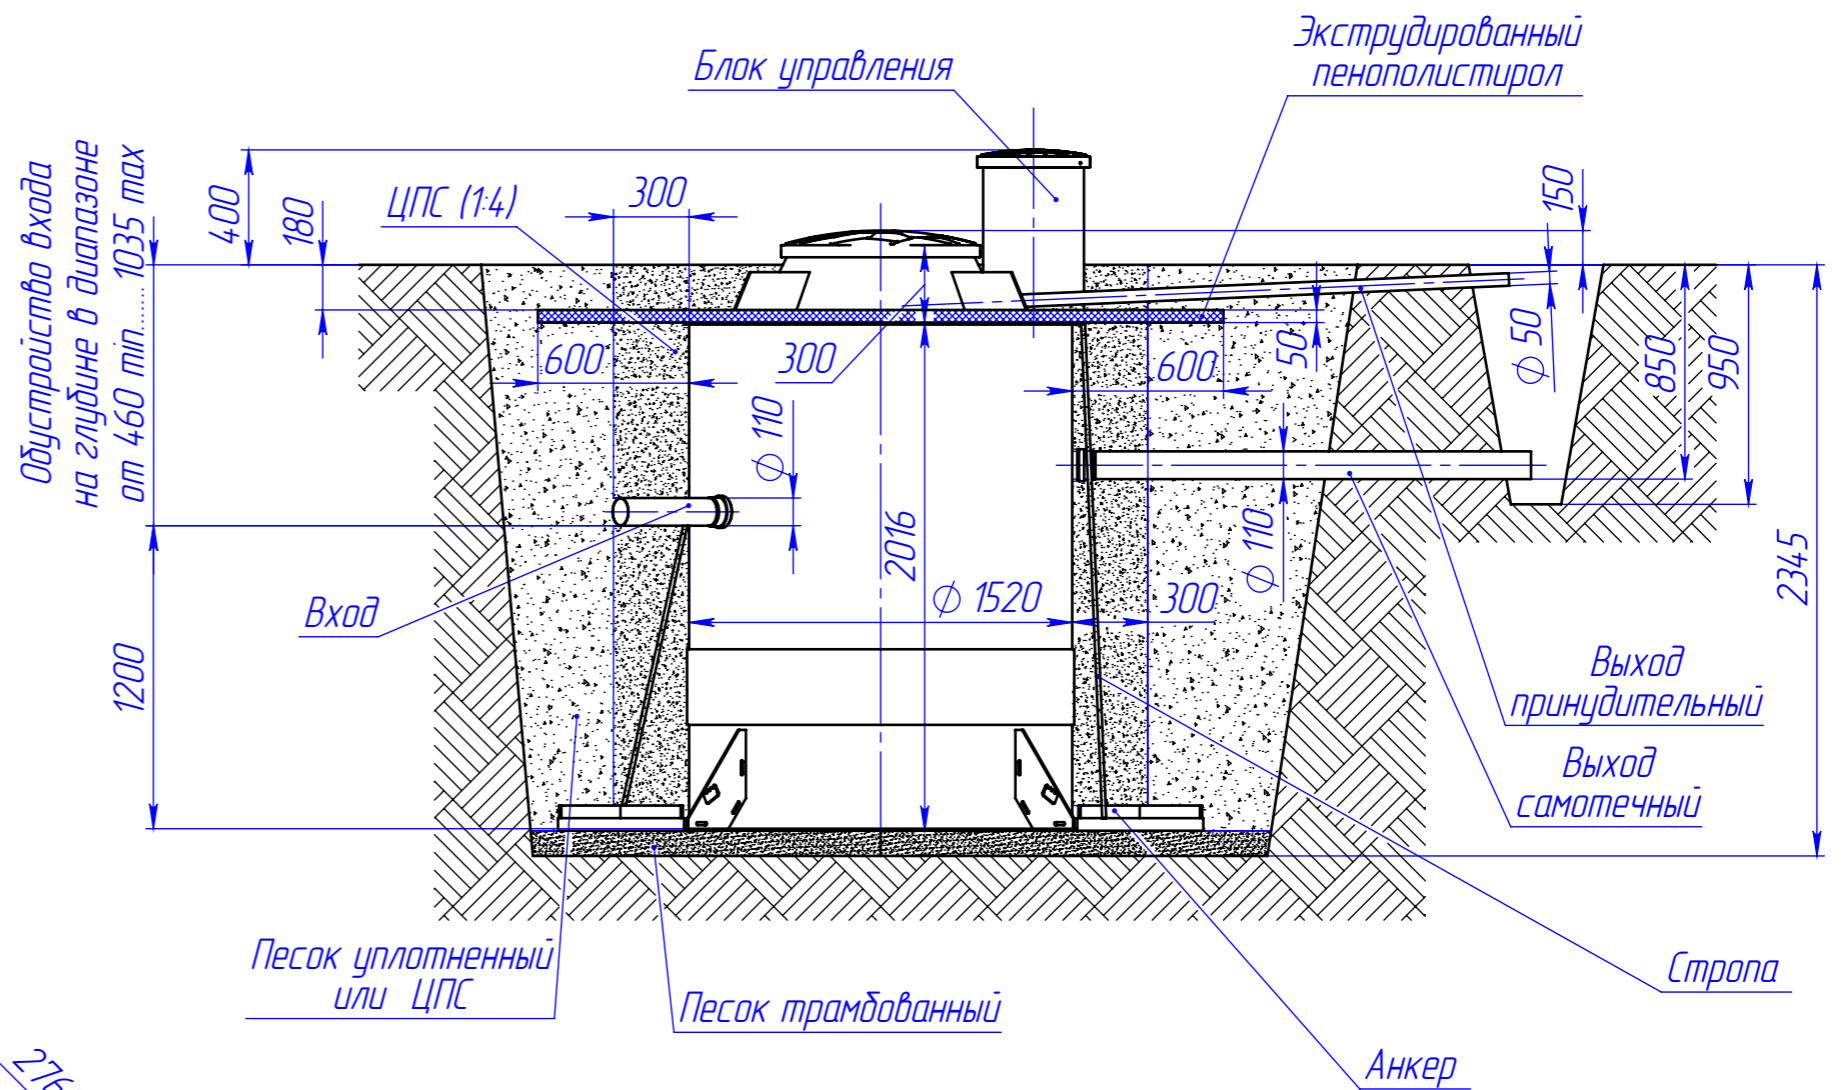 Экструдированный
пенополистирол
Блок управления
Обустройство входа
на глубине в диапазоне
от 460 min....... 1035 max
400
180
ЦПС (1:4)
300
150
600
300
50
600
⌀ 50
850
950
⌀ 110
2016
⌀ 1520
300
⌀ 110
2345
Вход
1200
Выход
принудительный
Выход
самотечный
Песок уплотненный
или ЦПС
Песок трамбованный
Стропа
Анкер